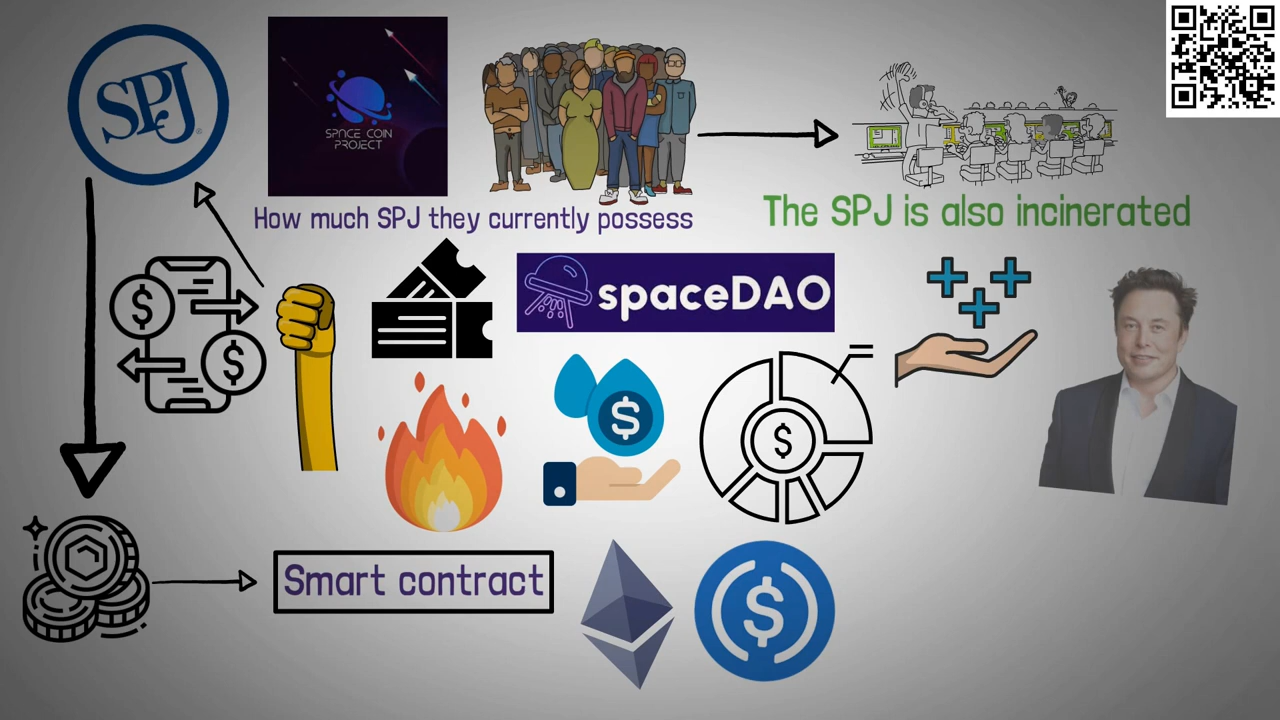 SPJ
SPACE COIN
PROJECT
How much SPJ they currently possess
The SPJ is also incinerated
$
$
spaceDAO
$
$
Smart contract
$